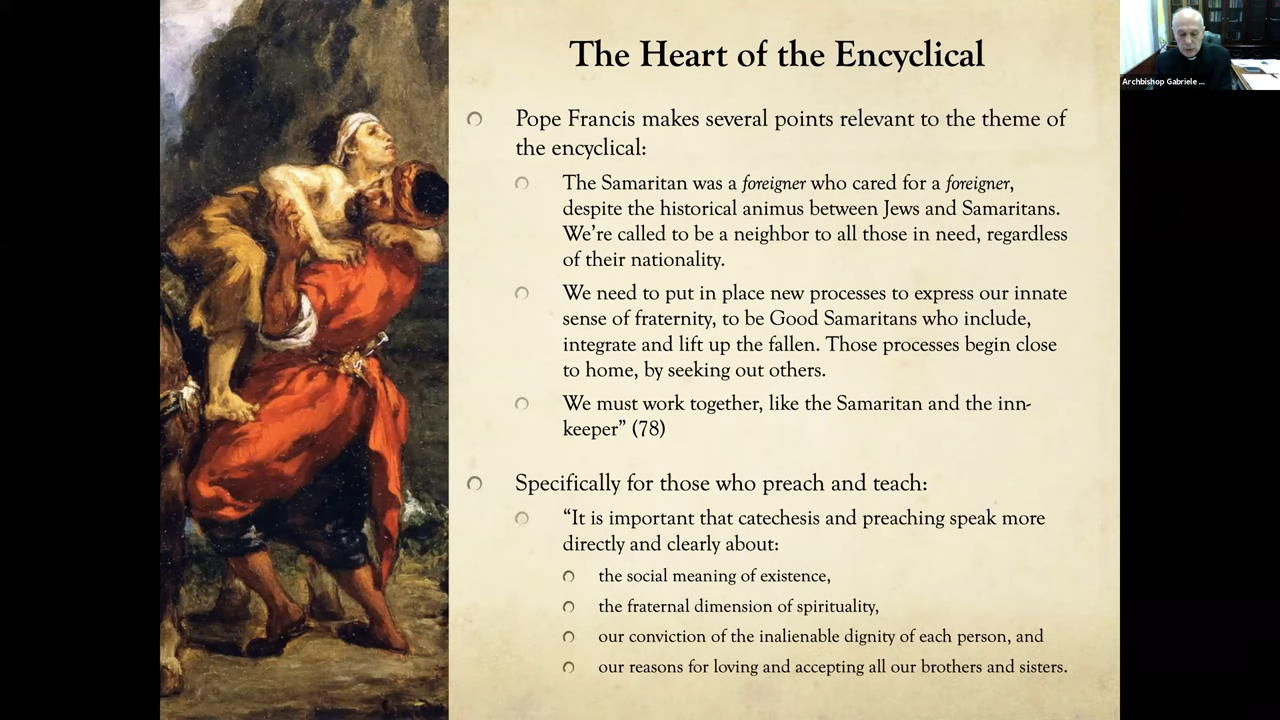 The Heart of the Encyclical
Archbishop Gabriele ...
Pope Francis makes several points relevant to the theme of
the encyclical:
The Samaritan was a foreigner who cared for a foreigner,
despite the historical animus between Jews and Samaritans.
We're called to be a neighbor to all those in need, regardless
of their nationality.
We need to put in place new processes to express our innate
sense of fraternity, to be Good Samaritans who include,
integrate and lift up the fallen. Those processes begin close
to home, by seeking out others.
We must work together, like the Samaritan and the inn-
keeper” (78)
Specifically for those who preach and teach:
“It is important that catechesis and preaching speak more
directly and clearly about:
the social meaning of existence,
the fraternal dimension of spirituality,
our conviction of the inalienable dignity of each person, and
our reasons for loving and accepting all our brothers and sisters.